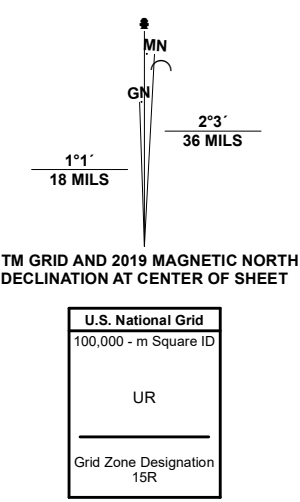 MN
GN
2°3´
36 MILS
1°1´
18 MILS
TM GRID AND 2019 MAGNETIC NORTH
DECLINATION AT CENTER OF SHEET
U.S. National Grid
100,000 - m Square ID
UR
Grid Zone Designation
15R